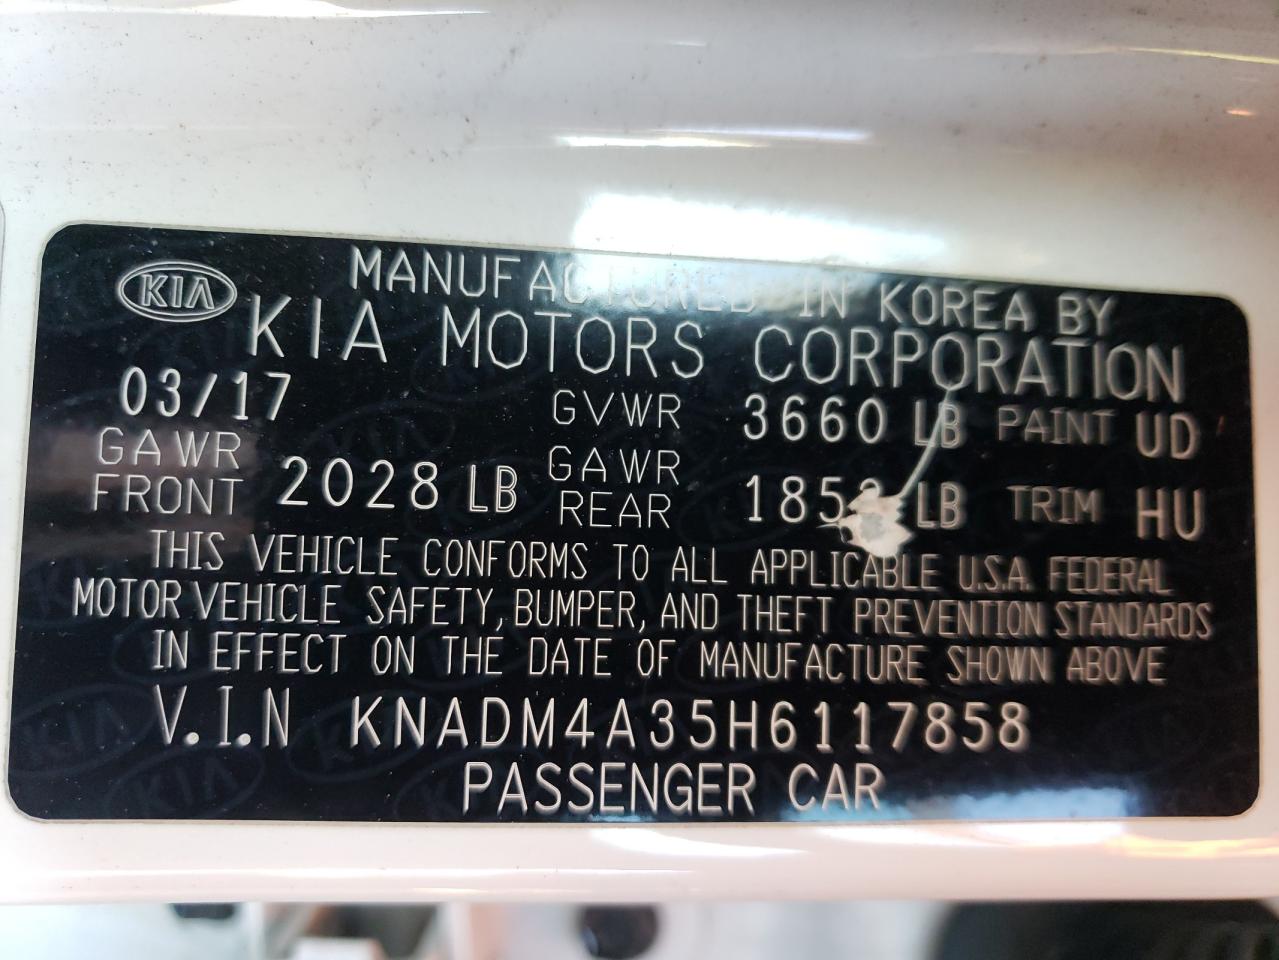 KIA
MANUFACTURED IN KOREA BY
KIA MOTORS CORPORATION
03/17 GVWR 3660 LB PAINT UD
GAWR FRONT 2028 LB GAWR REAR LB TRIM HU
THIS VEHICLE CONFORMS TO ALL APPLICABLE U.S.A. FEDERAL
MOTOR VEHICLE SAFETY, BUMPER, AND THEFT PREVENTION STANDARDS
IN EFFECT ON THE DATE OF MANUFACTURE SHOWN ABOVE
V.I.N KNADM4A35H6117858
PASSENGER CAR